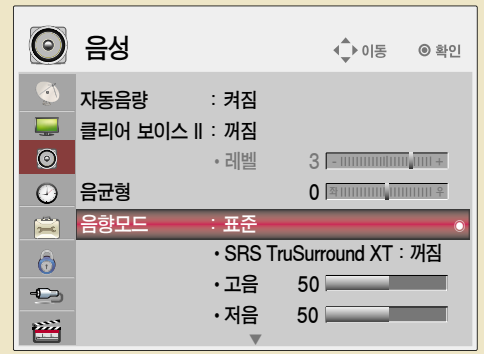 음성
이동 ◉ 확인
자동음량 : 켜짐
클리어 보이스 II : 꺼짐
• 레벨 3 - +
음균형 0 좌 우
음향모드 : 표준
• SRS TruSurround XT : 꺼짐
• 고음 50
• 저음 50